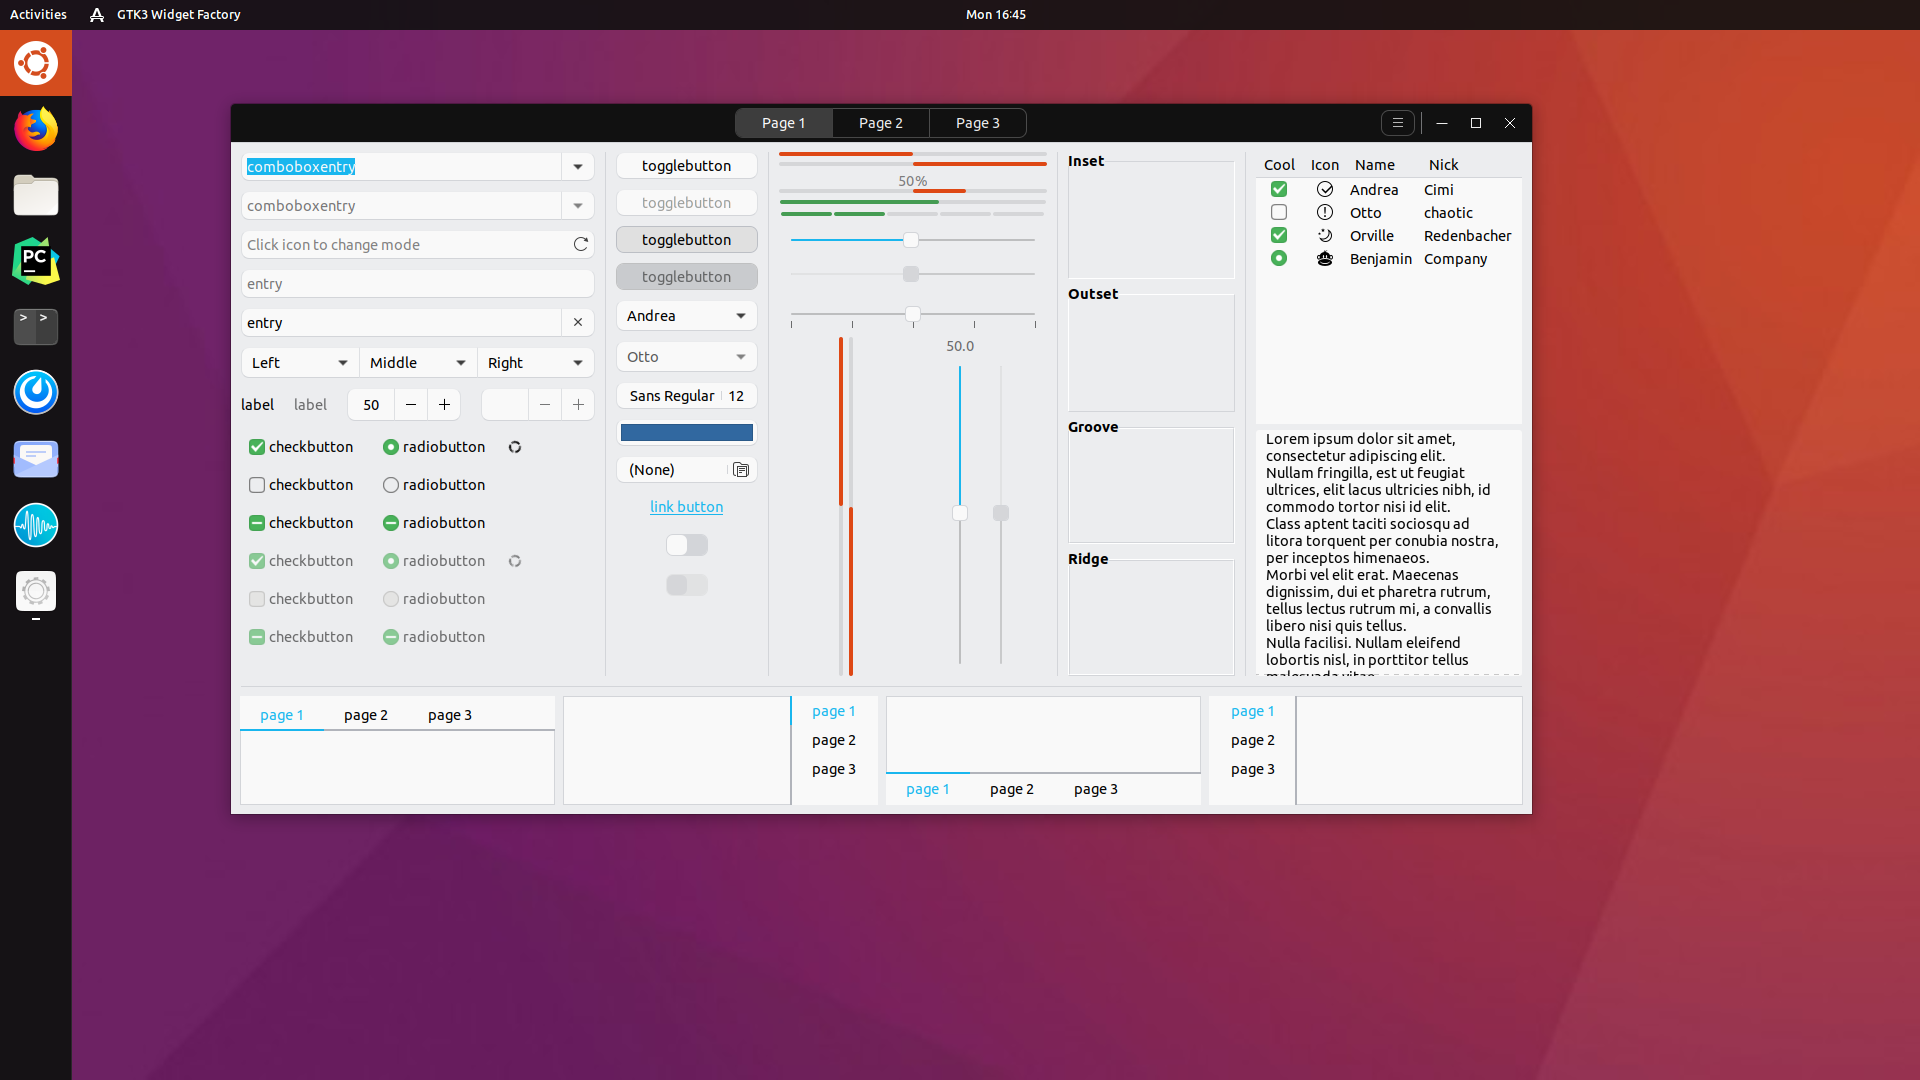 Activities
GTK3 Widget Factory
Mon 16:45
Page 1
Page 2
Page 3
comboboxentry
comboboxentry
Click icon to change mode
entry
entry
Left
Middle
Right
label
label
50
checkbutton
radiobutton
checkbutton
radiobutton
checkbutton
radiobutton
checkbutton
radiobutton
checkbutton
radiobutton
checkbutton
radiobutton
togglebutton
togglebutton
togglebutton
togglebutton
Andrea
Otto
Sans Regular 12
(None)
link button
50%
50.0
Inset
Outset
Groove
Ridge
Cool Icon Name Nick
Andrea Cimi
Otto chaotic
Orville Redenbacher
Benjamin Company
Lorem ipsum dolor sit amet,
consectetur adipiscing elit.
Nullam fringilla, est ut feugiat
ultrices, elit lacus ultricies nibh, id
commodo tortor nisi id elit.
Class aptent taciti sociosqu ad
litora torquent per conubia nostra,
per inceptos himenaeos.
Morbi vel elit erat. Maecenas
dignissim, dui et pharetra rutrum,
tellus lectus rutrum mi, a convallis
libero nisi quis tellus.
Nulla facilisi. Nullam eleifend
lobortis nisl, in porttitor tellus
page 1
page 2
page 3
page 1
page 2
page 3
page 1
page 2
page 3
page 1
page 2
page 3
PC
> >